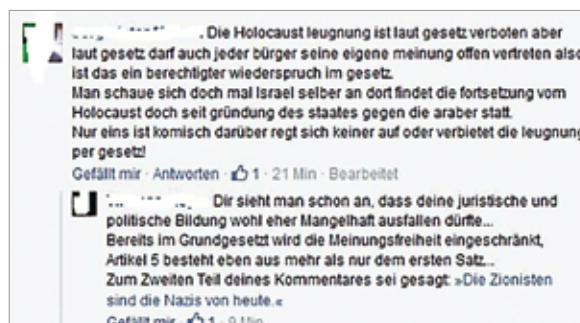 . Die Holocaust leugnung ist laut gesetz verboten aber
laut gesetz darf auch jeder bürger seine eigene meinung offen vertreten also
ist das ein berechtigter wiederspruch im gesetz.
Man schaue sich doch mal Israel selber an dort findet die fortsetzung vom
Holocaust doch seit gründung des staates gegen die araber statt.
Nur eins ist komisch darüber regt sich keiner auf oder verbietet die leugnung
per gesetz!
Gefällt mir · Antworten · 1 · 21 Min · Bearbeitet
Dir sieht man schon an, dass deine juristische und
politische Bildung wohl eher Mangelhaft ausfallen dürfte...
Bereits im Grundgesetzt wird die Meinungsfreiheit eingeschränkt,
Artikel 5 besteht eben aus mehr als nur dem ersten Satz...
Zum Zweiten Teil deines Kommentares sei gesagt: »Die Zionisten
sind die Nazis von heute.«
Gefällt mir · 1 · 9 Min